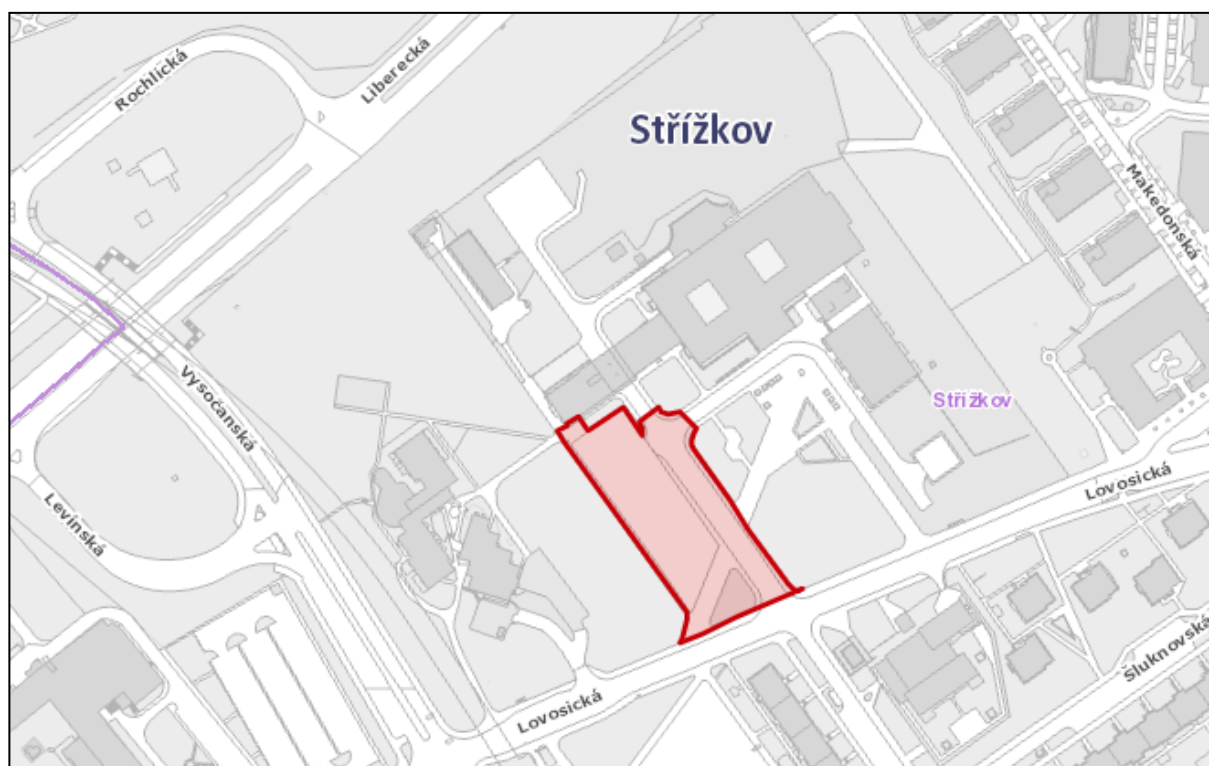 Rochlická
Liberecká
Střížkov
Makedonská
Vysočanská
Střížkov
Lovosická
Levínská
Šluknovská
Lovosická